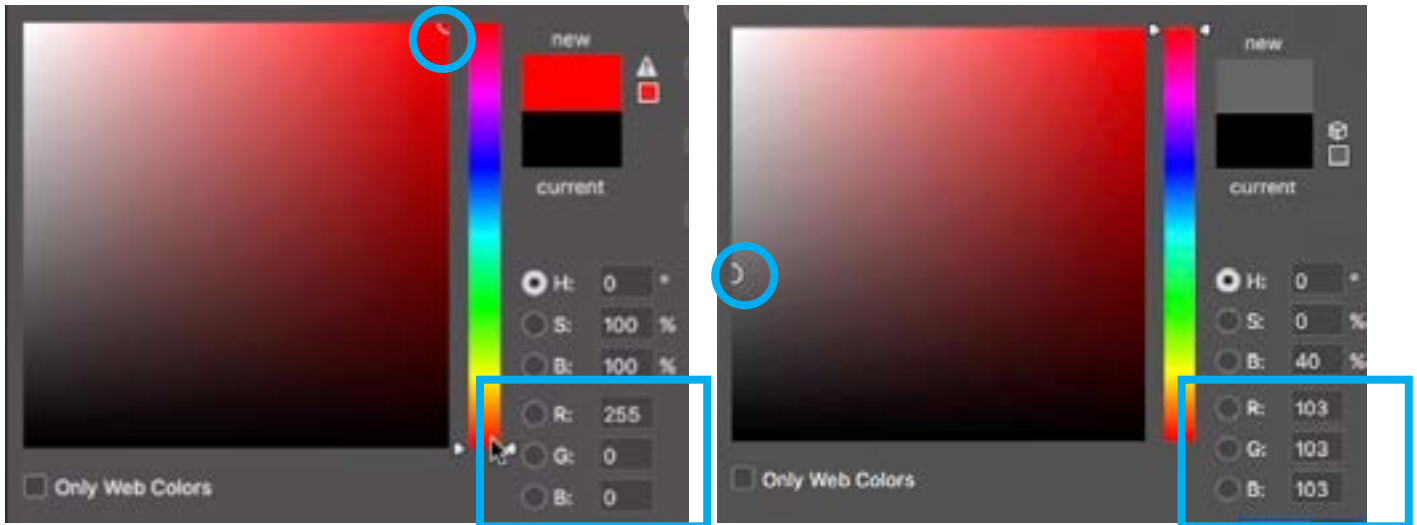 new
current
H: 0 °
S: 100 %
B: 100 %
R: 255
G: 0
B: 0
Only Web Colors
new
current
H: 0 °
S: 0 %
B: 40 %
R: 103
G: 103
B: 103
Only Web Colors